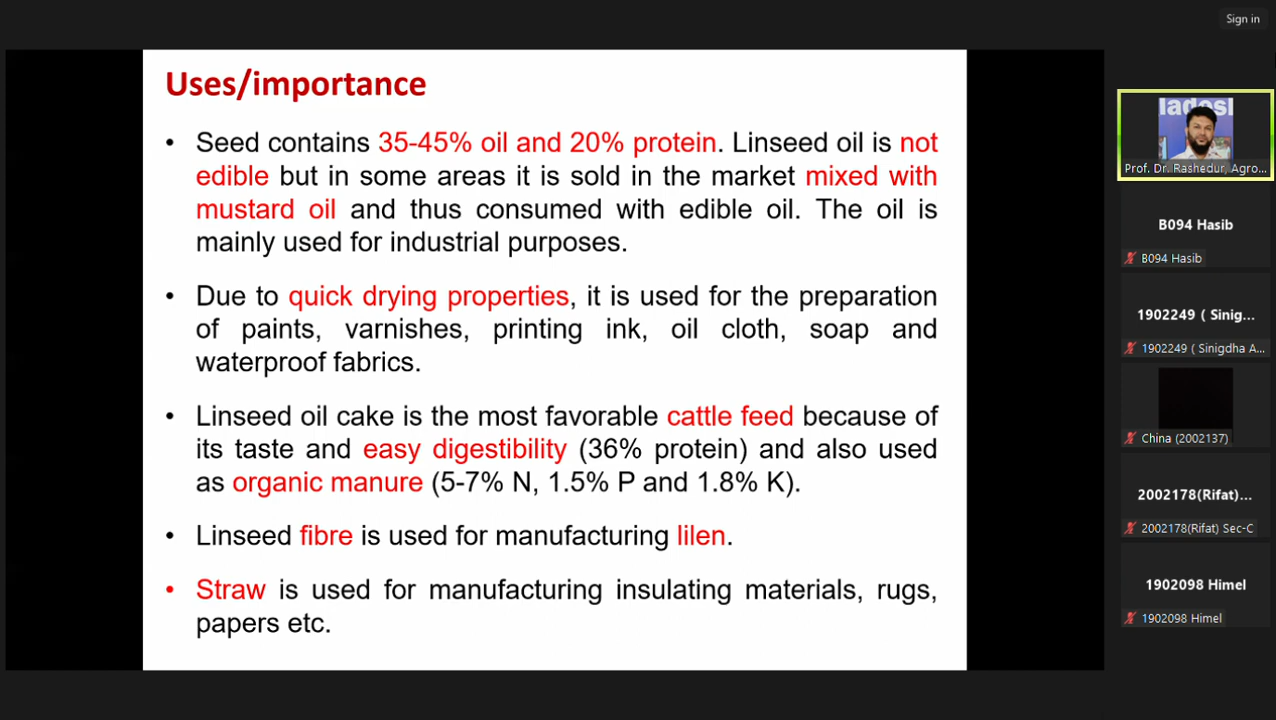 Sign in
Uses/importance
• Seed contains 35-45% oil and 20% protein. Linseed oil is not
edible but in some areas it is sold in the market mixed with
mustard oil and thus consumed with edible oil. The oil is
mainly used for industrial purposes.
• Due to quick drying properties, it is used for the preparation
of paints, varnishes, printing ink, oil cloth, soap and
waterproof fabrics.
• Linseed oil cake is the most favorable cattle feed because of
its taste and easy digestibility (36% protein) and also used
as organic manure (5-7% N, 1.5% P and 1.8% K).
• Linseed fibre is used for manufacturing lilen.
• Straw is used for manufacturing insulating materials, rugs,
papers etc.
ladesl
Prof. Dr. Rashedur, Agro...
B094 Hasib
B094 Hasib
1902249 ( Sinig...
1902249 ( Sinigdha A...
China (2002137)
2002178(Rifat)...
2002178(Rifat) Sec-C
1902098 Himel
1902098 Himel